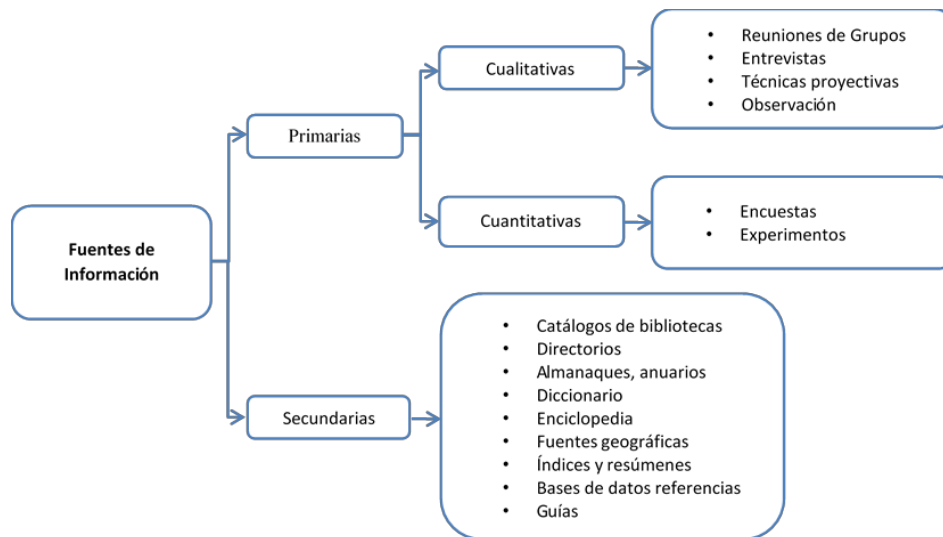 Fuentes de
Información
Primarias
Cualitativas
• Reuniones de Grupos
• Entrevistas
• Técnicas proyectivas
• Observación
Cuantitativas
• Encuestas
• Experimentos
Secundarias
• Catálogos de bibliotecas
• Directorios
• Almanaques, anuarios
• Diccionario
• Enciclopedia
• Fuentes geográficas
• Índices y resúmenes
• Bases de datos referencias
• Guías